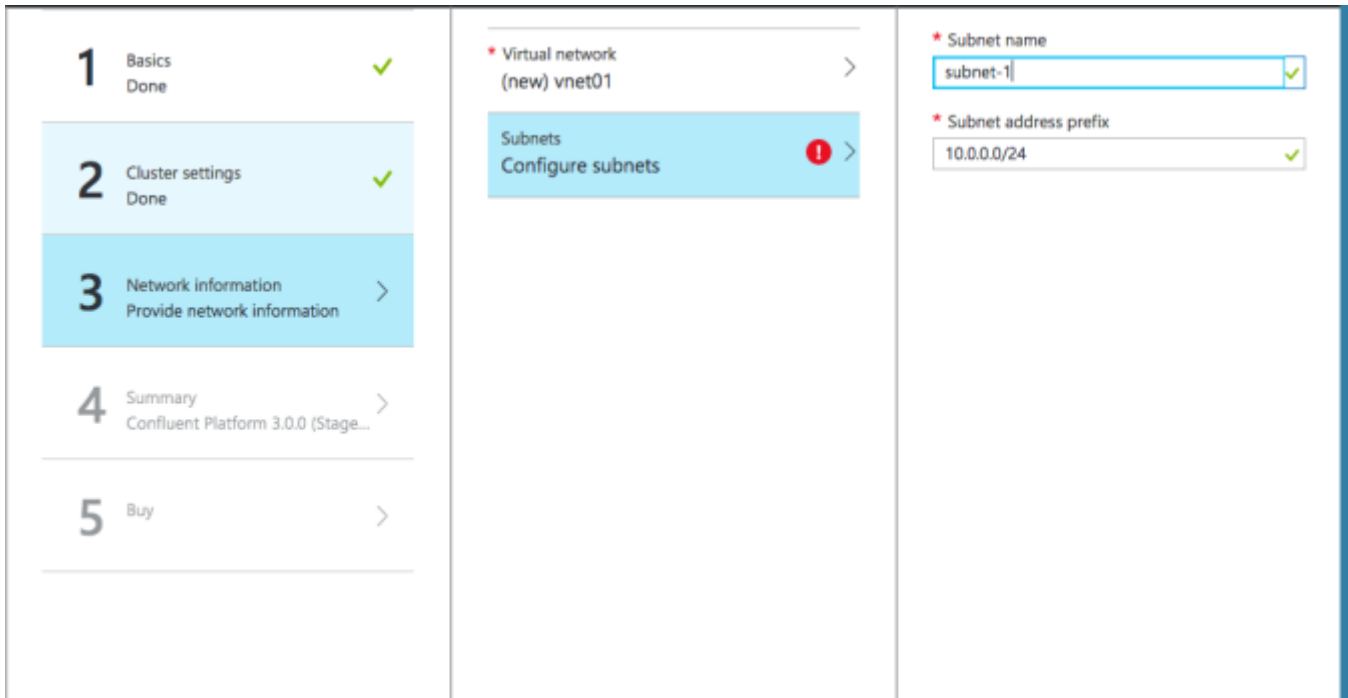 1
Basics
Done
2
Cluster settings
Done
3
Network information
Provide network information
4
Summary
Confluent Platform 3.0.0 (Stage...
5
Buy
* Virtual network
(new) vnet01
Subnets
Configure subnets
* Subnet name
subnet-1
* Subnet address prefix
10.0.0.0/24